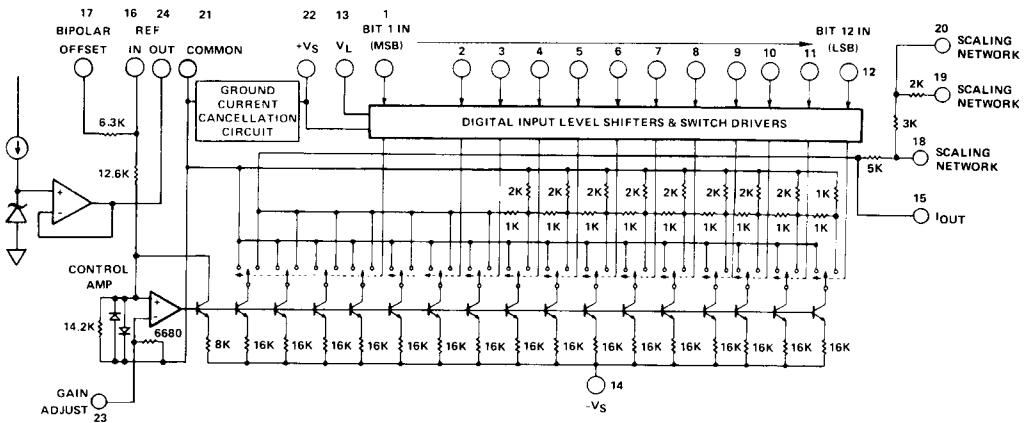 17 16 24 21 22 13 1
BIPOLAR OFFSET
REF
IN OUT
COMMON
+VS
VL
BIT 1 IN
(MSB)
2 3 4 5 6 7 8 9 10 11
BIT 12 IN
(LSB)
12
20
SCALING
NETWORK
19
2K
SCALING
NETWORK
3K
18
SCALING
NETWORK
5K
15
IOUT
GROUND
CURRENT
CANCELLATION
CIRCUIT
DIGITAL INPUT LEVEL SHIFTERS & SWITCH DRIVERS
6.3K
12.6K
2K 2K 2K 2K 2K 2K 2K 1K
1K 1K 1K 1K 1K 1K 1K 1K
CONTROL
AMP
14.2K
6680
8K 16K 16K 16K 16K 16K 16K 16K 16K 16K 16K 16K 16K 16K 16K 16K
14
-VS
GAIN
ADJUST
23